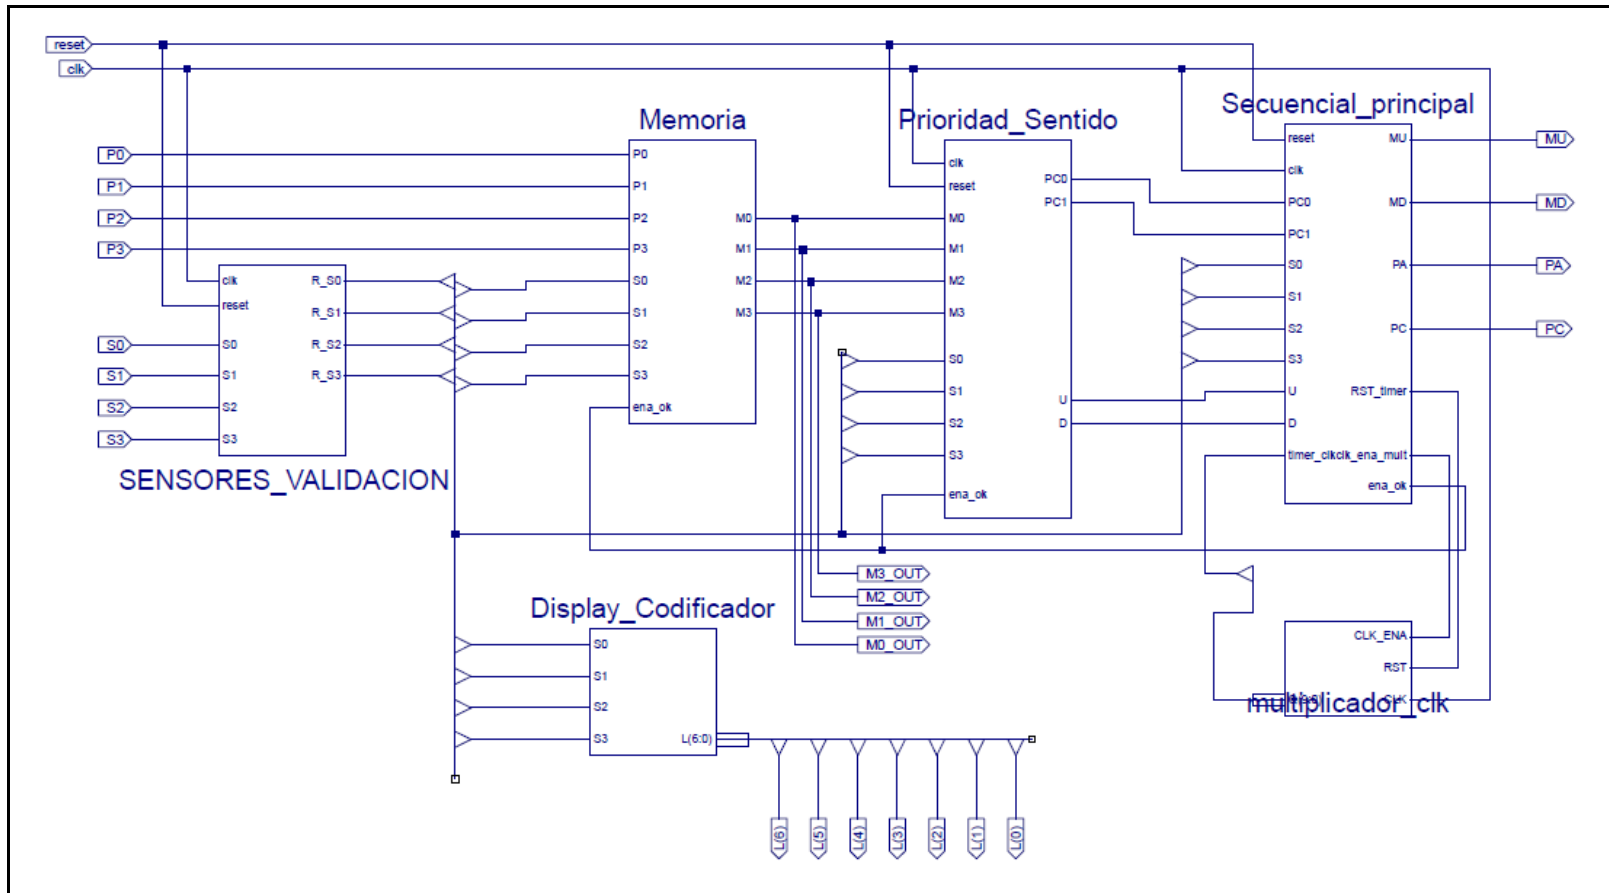 reset
clk
Memoria
Prioridad_Sentido
Secuencial_principal
P0
P1
P2
P3
S0
S1
S2
S3
clk
reset
S0
S1
S2
S3
R_S0
R_S1
R_S2
R_S3
SENSORES_VALIDACION
P0
P1
P2
P3
S0
S1
S2
S3
ena_ok
M0
M1
M2
M3
clk
reset
M0
M1
M2
M3
S0
S1
S2
S3
ena_ok
PC0
PC1
U
D
reset
clk
PC0
PC1
S0
S1
S2
S3
U
D
timer_clk
MU
MD
PA
PC
RST_timer
clk_ena_mult
ena_ok
MU
MD
PA
PC
M3_OUT
M2_OUT
M1_OUT
M0_OUT
Display_Codificador
S0
S1
S2
S3
L(6:0)
CLK_ENA
RST
CLK
multiplicador_clk
L(6)
L(5)
L(4)
L(3)
L(2)
L(1)
L(0)